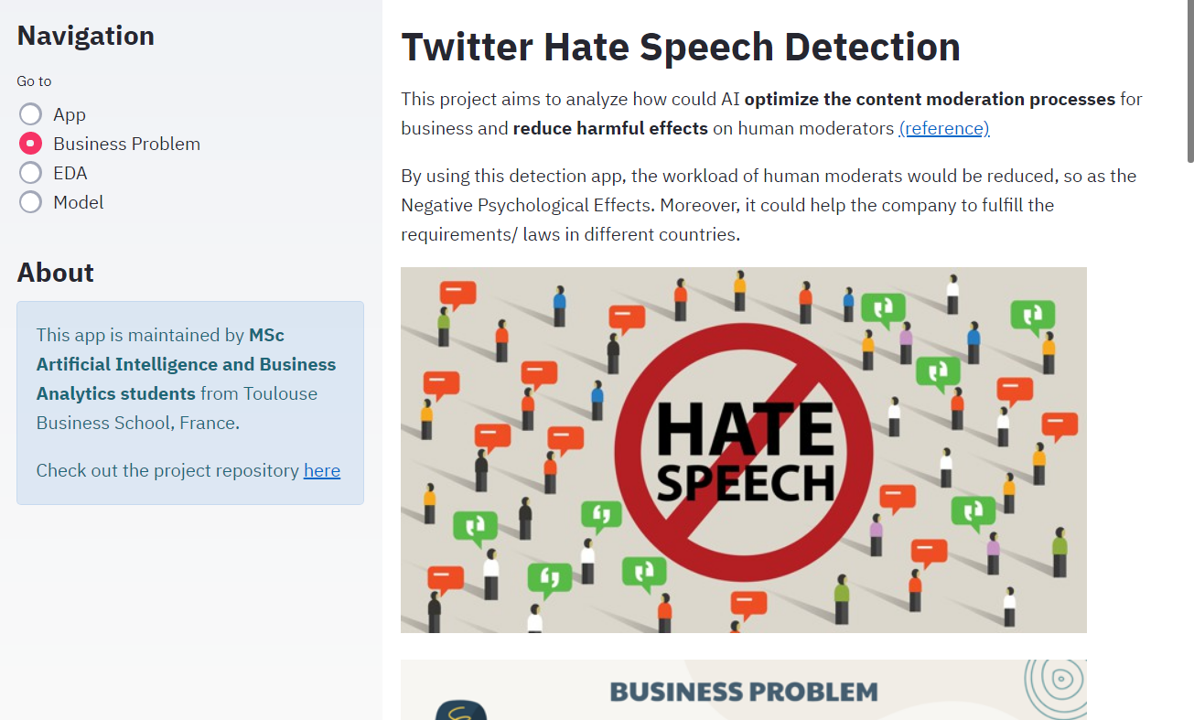 Navigation
Go to
App
Business Problem
EDA
Model
About
This app is maintained by MSc
Artificial Intelligence and Business
Analytics students from Toulouse
Business School, France.
Check out the project repository here
Twitter Hate Speech Detection
This project aims to analyze how could AI optimize the content moderation processes for
business and reduce harmful effects on human moderators (reference)
By using this detection app, the workload of human moderats would be reduced, so as the
Negative Psychological Effects. Moreover, it could help the company to fulfill the
requirements/ laws in different countries.
HATE
SPEECH
BUSINESS PROBLEM